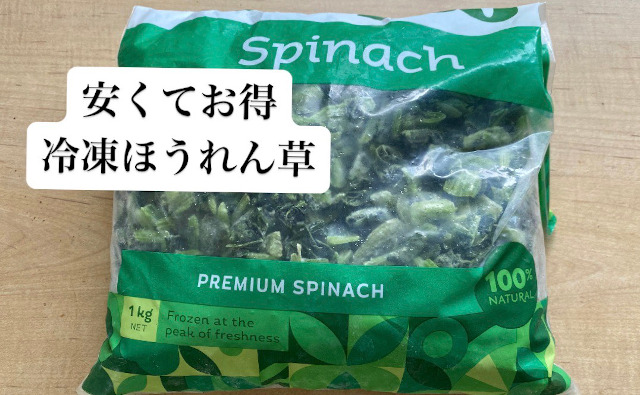 Spinach
安くてお得
冷凍ほうれん草
PREMIUM SPINACH
100%
NATURAL
1 kg
NET
Frozen at the
peak of freshness